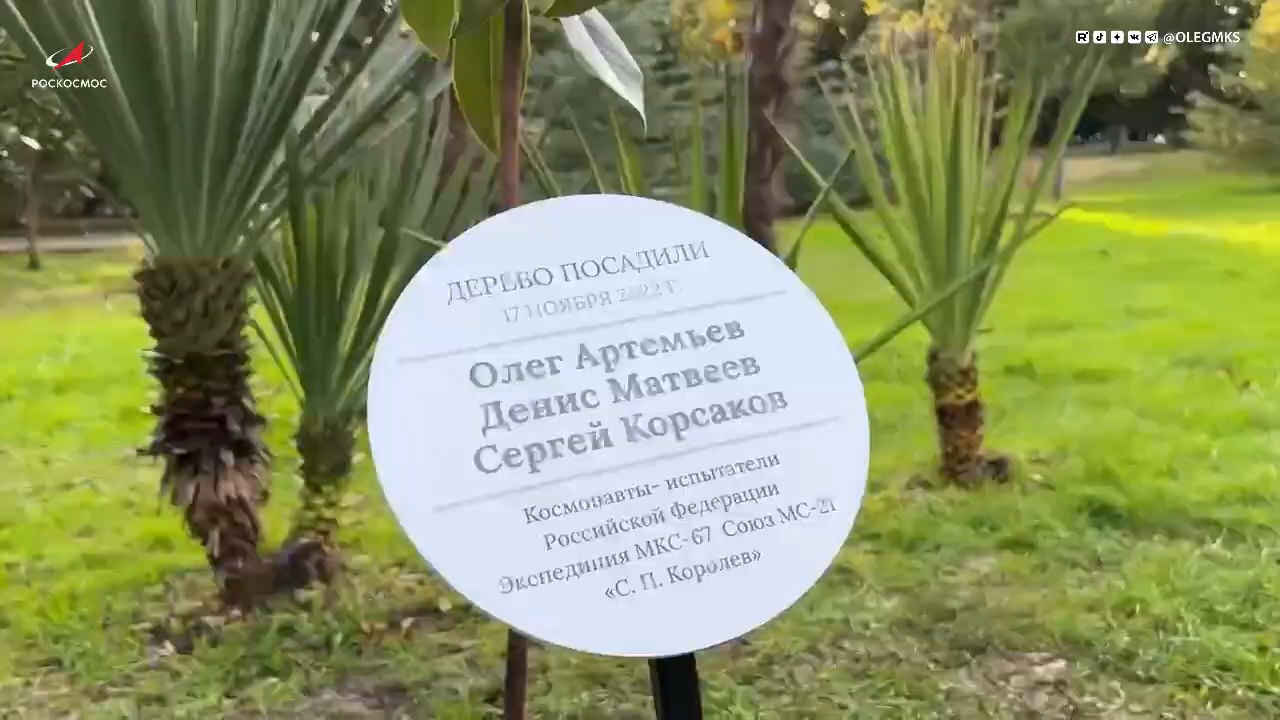 РОСКОСМОС
@OLEGMKS
ДЕРЕВО ПОСАДИЛИ
17 НОЯБРЯ 2022 Г.
Олег Артемьев
Денис Матвеев
Сергей Корсаков
Космонавты- испытатели
Российской Федерации
Экспедиция МКС-67 Союз МС-21
«С. П. Королев»